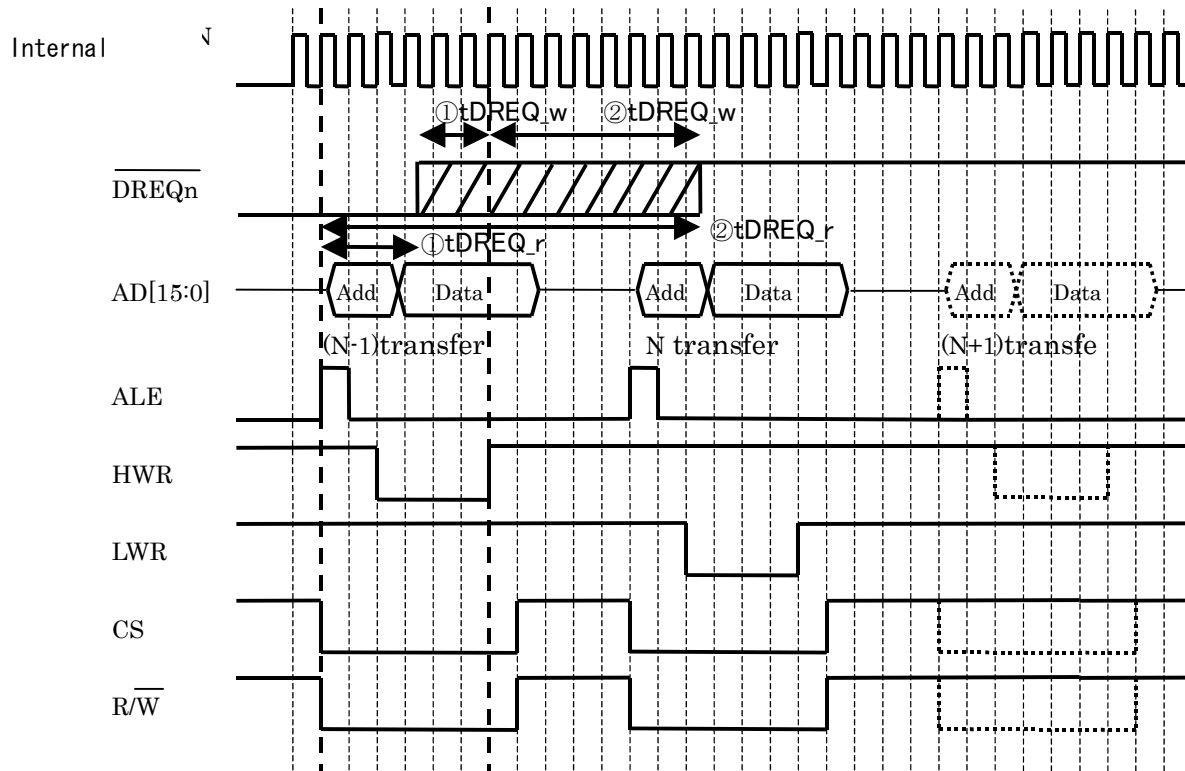 Internal
N
①tDREQ_w ②tDREQ_w
DREQn
②tDREQ_r
①tDREQ_r
AD[15:0] Add Data Add Data Add Data
(N-1)transfer N transfer (N+1)transfe
ALE
HWR
LWR
CS
R/W